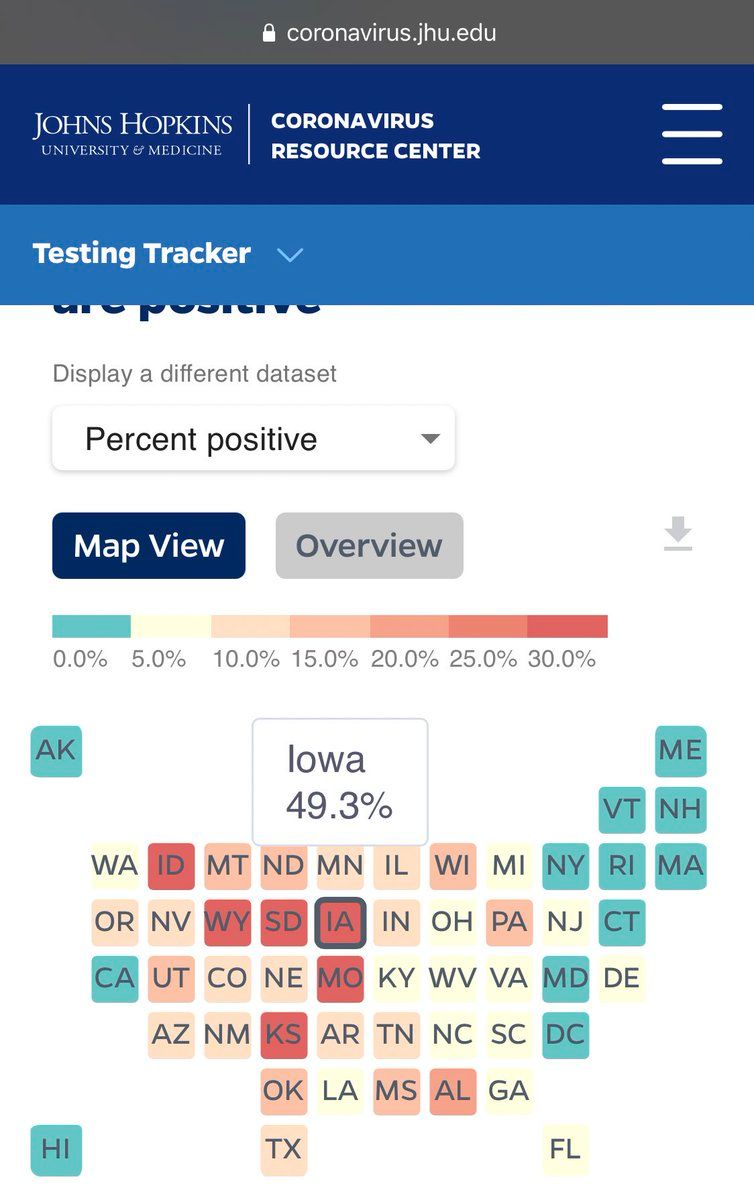 coronavirus.jhu.edu
JOHNS HOPKINS
UNIVERSITY & MEDICINE
CORONAVIRUS
RESOURCE CENTER
Testing Tracker
are positive
Display a different dataset
Percent positive
Map View Overview
0.0% 5.0% 10.0% 15.0% 20.0% 25.0% 30.0%
Iowa
49.3%
AK ME
VT NH
WA ID MT ND MN IL WI MI NY RI MA
OR NV WY SD IA IN OH PA NJ CT
CA UT CO NE MO KY WV VA MD DE
AZ NM KS AR TN NC SC DC
OK LA MS AL GA
HI TX FL